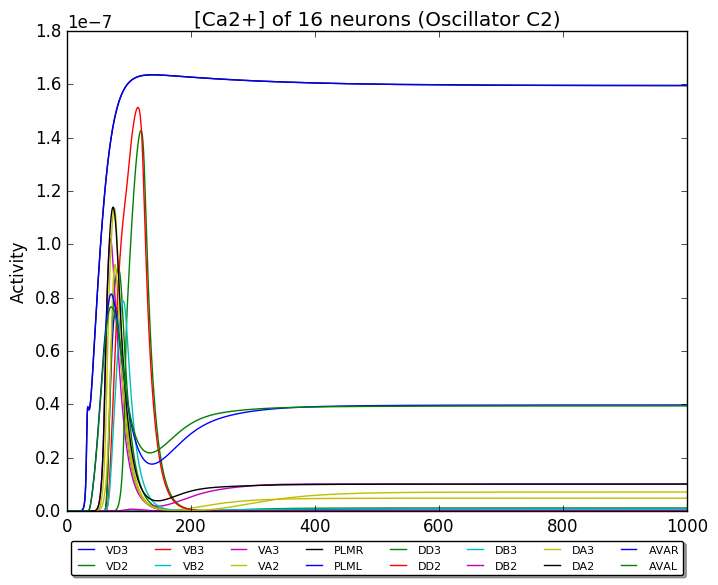 [Ca2+] of 16 neurons (Oscillator C2)
1e−7
1.8
1.6
1.4
1.2
1.0
0.8
0.6
0.4
0.2
0.0
Activity
0 200 400 600 800 1000
VD3 VB3 VA3 PLMR DD3 DB3 DA3 AVAR
VD2 VB2 VA2 PLML DD2 DB2 DA2 AVAL